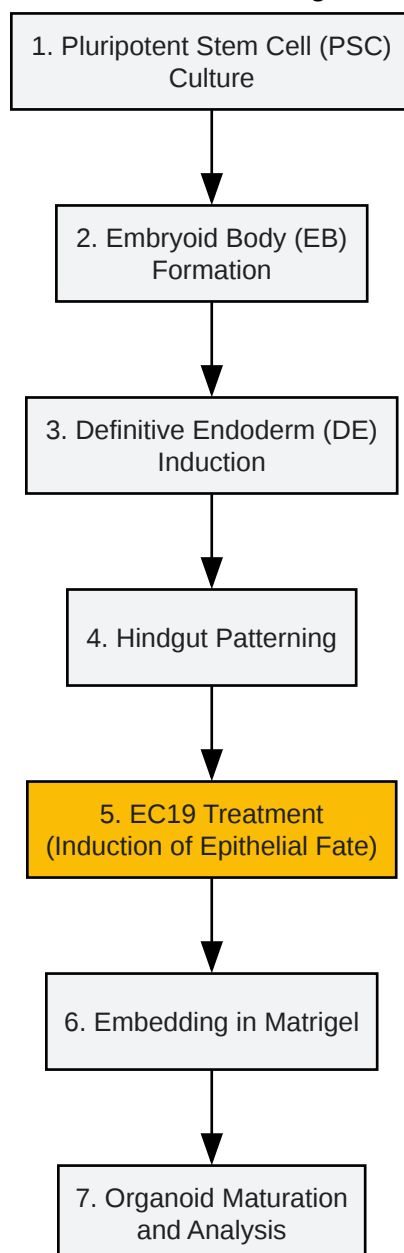 1. Pluripotent Stem Cell (PSC)
Culture
2. Embryoid Body (EB)
Formation
3. Definitive Endoderm (DE)
Induction
4. Hindgut Patterning
5. EC19 Treatment
(Induction of Epithelial Fate)
6. Embedding in Matrigel
7. Organoid Maturation
and Analysis